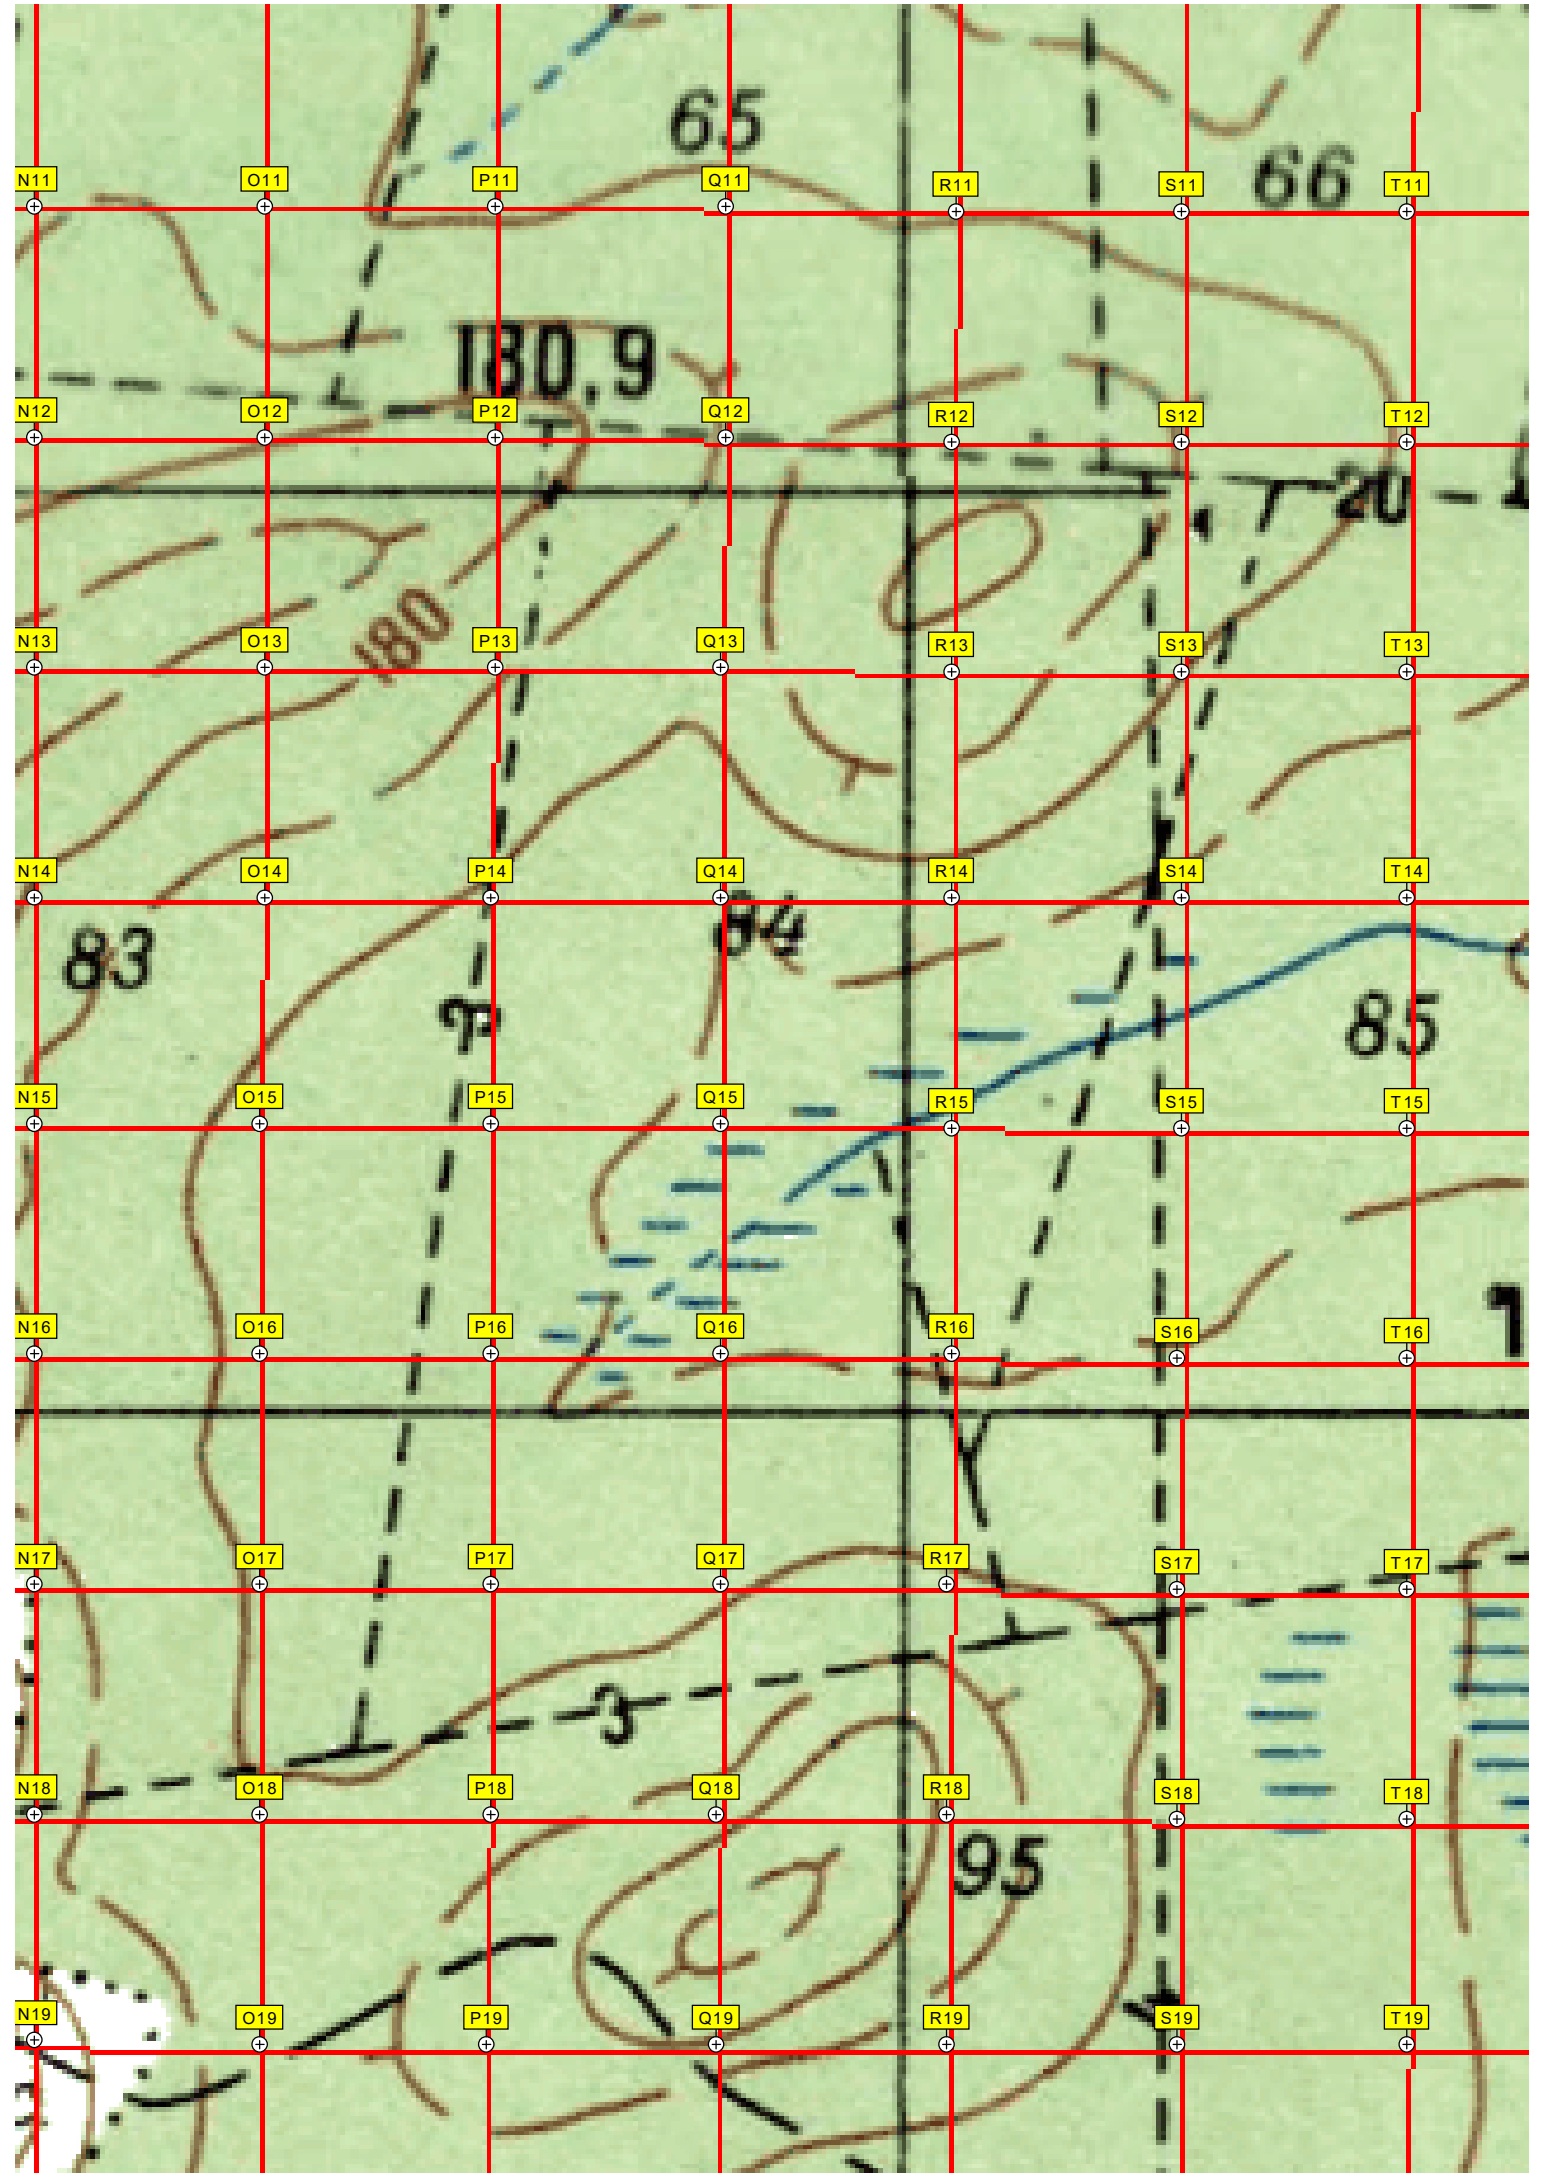 65
66
N11 O11 P11 Q11 R11 S11 T11
180,9
N12 O12 P12 Q12 R12 S12 T12
20
180
N13 O13 P13 Q13 R13 S13 T13
N14 O14 P14 Q14 R14 S14 T14
83
84
85
N15 O15 P15 Q15 R15 S15 T15
1
N16 O16 P16 Q16 R16 S16 T16
N17 O17 P17 Q17 R17 S17 T17
3
N18 O18 P18 Q18 R18 S18 T18
95
N19 O19 P19 Q19 R19 S19 T19